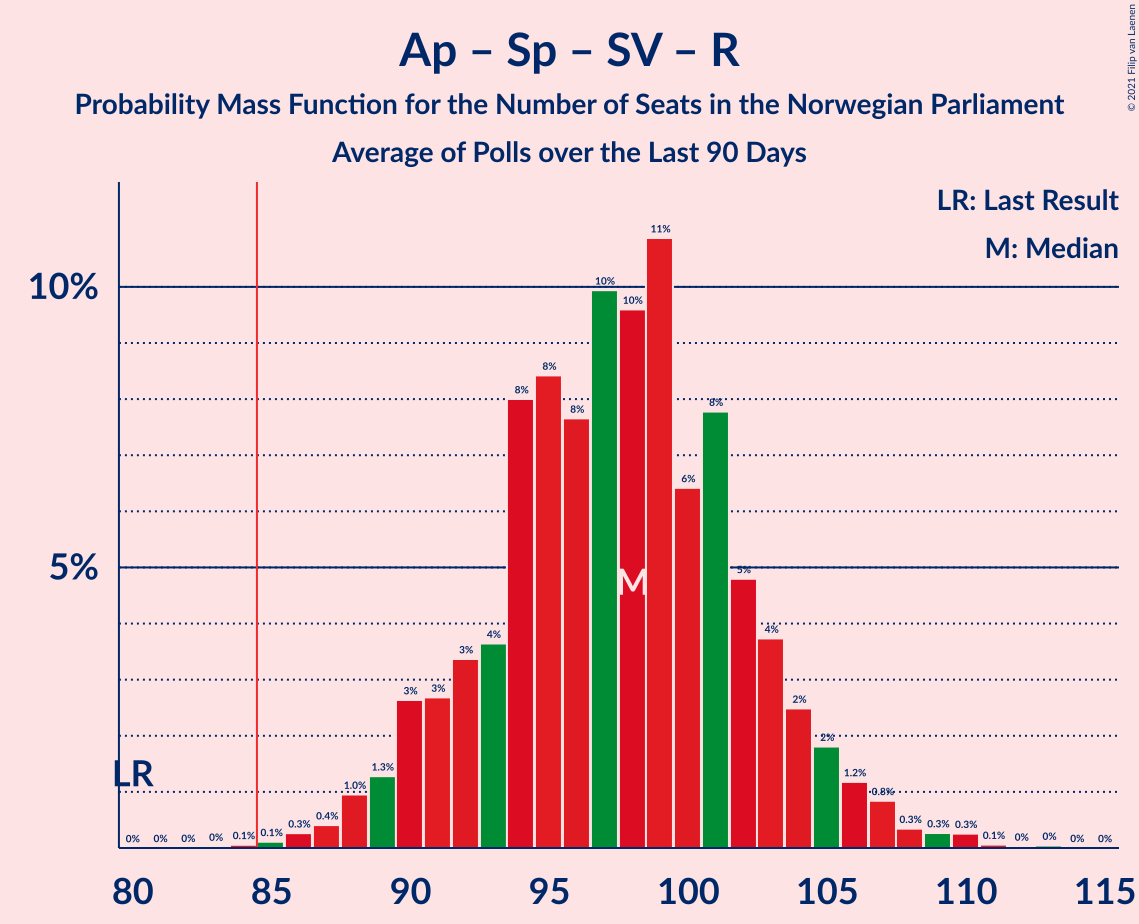 Ap – Sp – SV – R
Probability Mass Function for the Number of Seats in the Norwegian Parliament
Average of Polls over the Last 90 Days
© 2021 Filip van Laenen
LR: Last Result
M: Median
10%
5%
LR
M
0% 0% 0% 0% 0.1% 0.1% 0.3% 0.4% 1.0% 1.3% 3% 3% 3% 4% 8% 8% 8% 10% 10% 11% 6% 8% 5% 4% 2% 2% 1.2% 0.8% 0.3% 0.3% 0.3% 0.1% 0% 0% 0% 0%
80 85 90 95 100 105 110 115